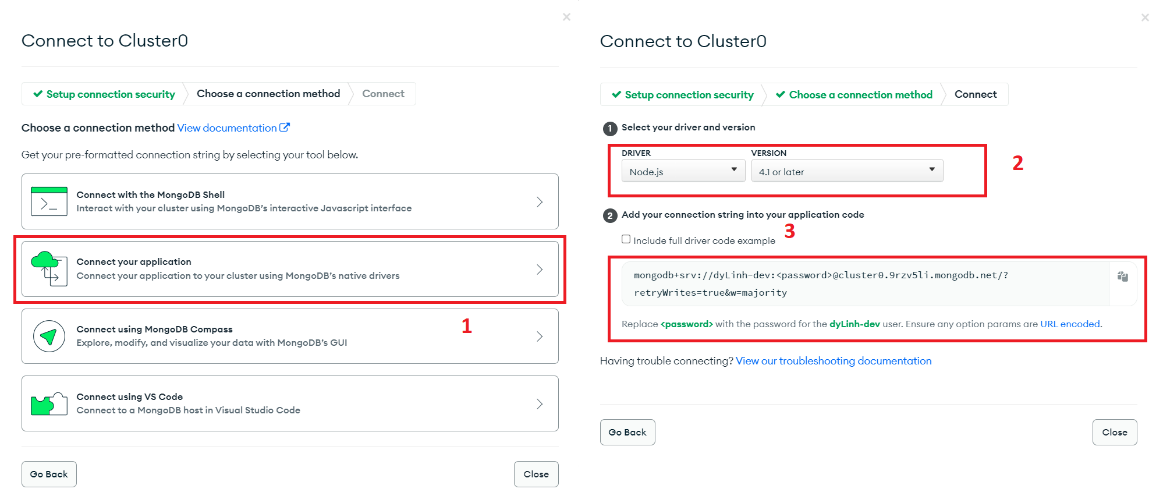 Connect to Cluster0
Setup connection security
Choose a connection method
Connect
Choose a connection method View documentation
Get your pre-formatted connection string by selecting your tool below.
Connect with the MongoDB Shell
Interact with your cluster using MongoDB's interactive Javascript interface
Connect your application
Connect your application to your cluster using MongoDB's native drivers
1
Connect using MongoDB Compass
Explore, modify, and visualize your data with MongoDB's GUI
Connect using VS Code
Connect to a MongoDB host in Visual Studio Code
Go Back
Close
Connect to Cluster0
Setup connection security
Choose a connection method
Connect
1 Select your driver and version
DRIVER
VERSION
Node.js
4.1 or later
2
2 Add your connection string into your application code
Include full driver code example
3
mongodb+srv://dyLinh-dev:<password>@cluster0.9rzv5li.mongodb.net/?
retryWrites=true&w=majority
Replace <password> with the password for the dyLinh-dev user. Ensure any option params are URL encoded.
Having trouble connecting? View our troubleshooting documentation
Go Back
Close